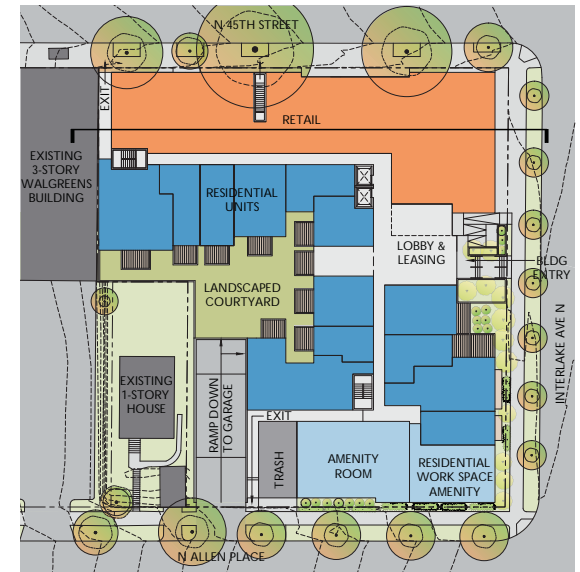 N 45TH STREET
EXIT
RETAIL
EXISTING
3-STORY
WALGREENS
BUILDING
RESIDENTIAL
UNITS
LOBBY &
LEASING
BLDG
ENTRY
LANDSCAPED
COURTYARD
INTERLAKE AVE N
EXISTING
1-STORY
HOUSE
RAMP DOWN
TO GARAGE
EXIT
TRASH
AMENITY
ROOM
RESIDENTIAL
WORK SPACE
AMENITY
N ALLEN PLACE